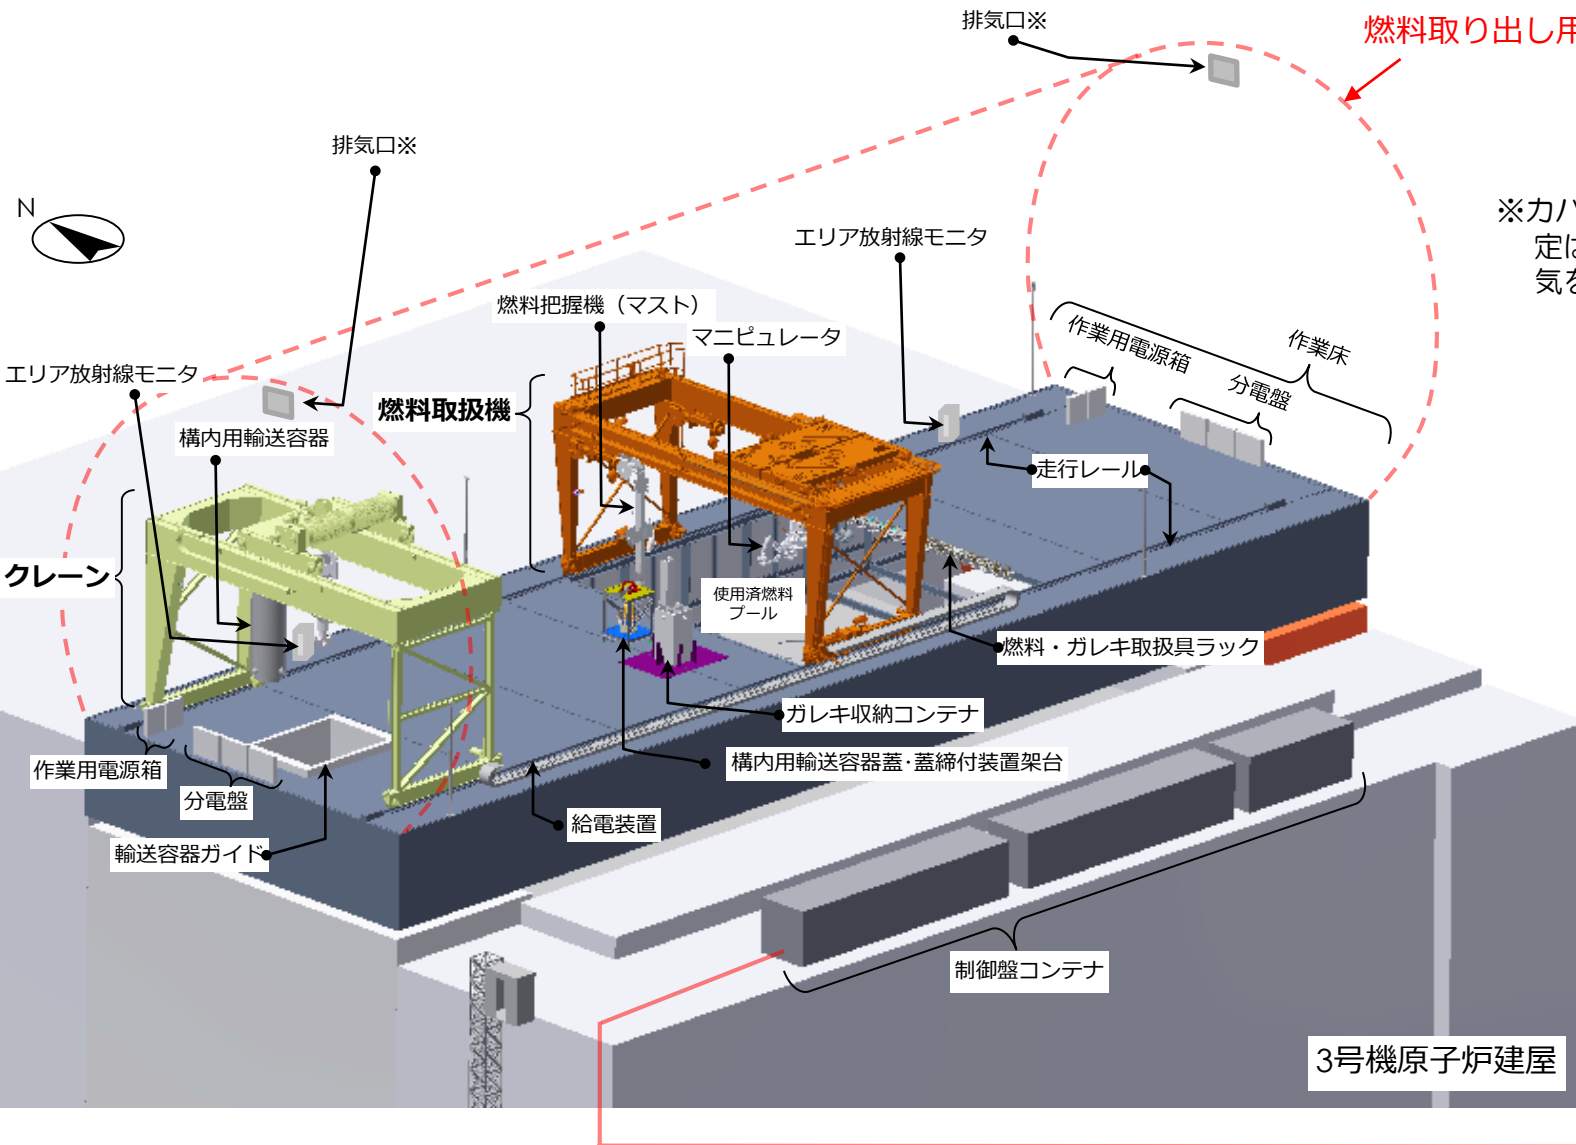 排気口※
燃料取り出し用
排気口※
N
※カバ
定は
気を
エリア放射線モニタ
燃料把握機（マスト）
マニピュレータ
作業用電源箱
作業床
分電盤
エリア放射線モニタ
燃料取扱機
構内用輸送容器
走行レール
クレーン
使用済燃料
プール
燃料・ガレキ取扱具ラック
ガレキ収納コンテナ
構内用輸送容器蓋･蓋締付装置架台
作業用電源箱
分電盤
給電装置
輸送容器ガイド
制御盤コンテナ
3号機原子炉建屋